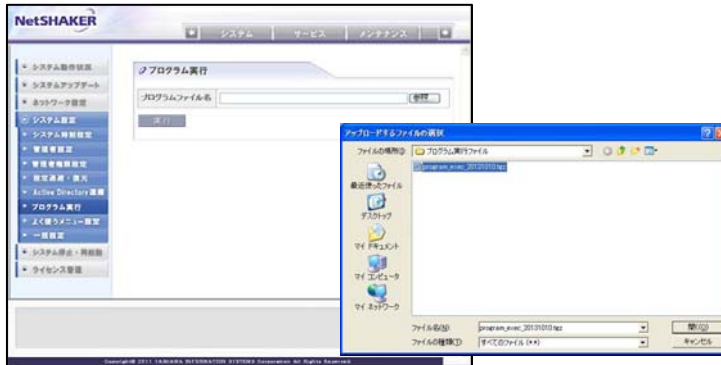 NetSHAKER
システム
サービス
メンテナンス
システム動作状況
システムアップデート
ネットワーク設定
システム設定
システム時刻設定
管理者設定
管理者権限設定
設定退避・復元
Active Directory連携
プログラム実行
よく使うメニュー設定
一括設定
システム停止・再起動
ライセンス管理
プログラム実行
プログラムファイル名
参照...
実行
アップロードするファイルの選択
ファイルの場所(I):
プログラム実行ファイル
program_exec_20131010.tgz
最近使ったファイル
デスクトップ
マイ ドキュメント
マイ コンピュータ
マイ ネットワーク
ファイル名(N):
program_exec_20131010.tgz
開く(O)
ファイルの種類(T):
すべてのファイル (*.*)
キャンセル
Copyright© 2011 YAHAGI INFORMATION SYSTEMS Corporation All Rights Reserved